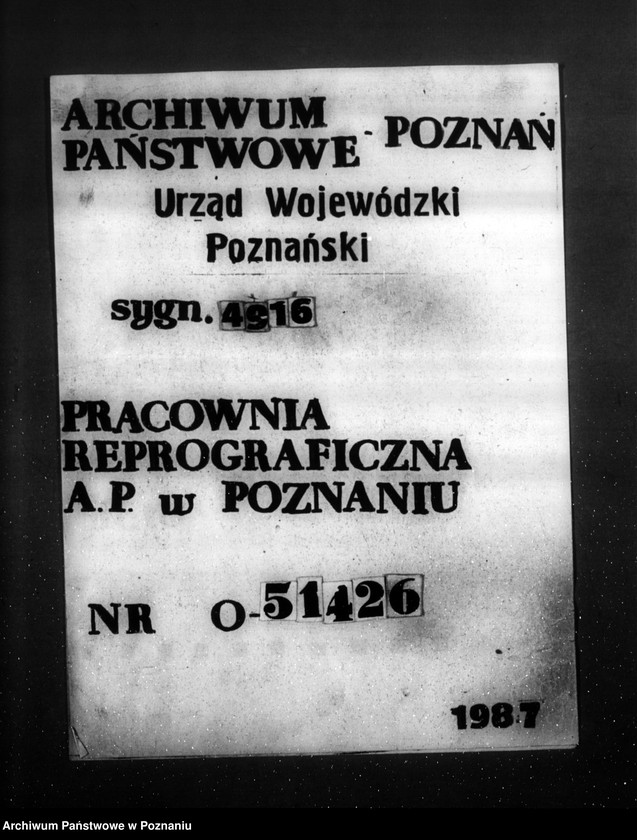 ARCHIWUM
PAŃSTWOWE - POZNAŃ
Urząd Wojewódzki
Poznański
sygn. 4916
PRACOWNIA
REPROGRAFICZNA
A.P. w POZNANIU
NR O-51426
1987
Archiwum Państwowe w Poznaniu